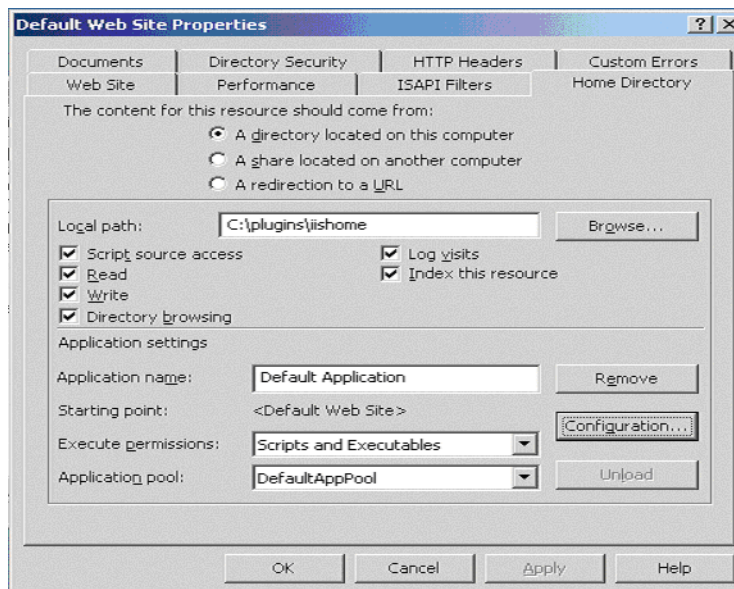 Default Web Site Properties
Documents Directory Security HTTP Headers Custom Errors
Web Site Performance ISAPI Filters Home Directory
The content for this resource should come from:
A directory located on this computer
A share located on another computer
A redirection to a URL
Local path: C:\plugins\iishome Browse...
Script source access Log visits
Read Index this resource
Write
Directory browsing
Application settings
Application name: Default Application Remove
Starting point: <Default Web Site> Configuration...
Execute permissions: Scripts and Executables
Application pool: DefaultAppPool Unload
OK Cancel Apply Help